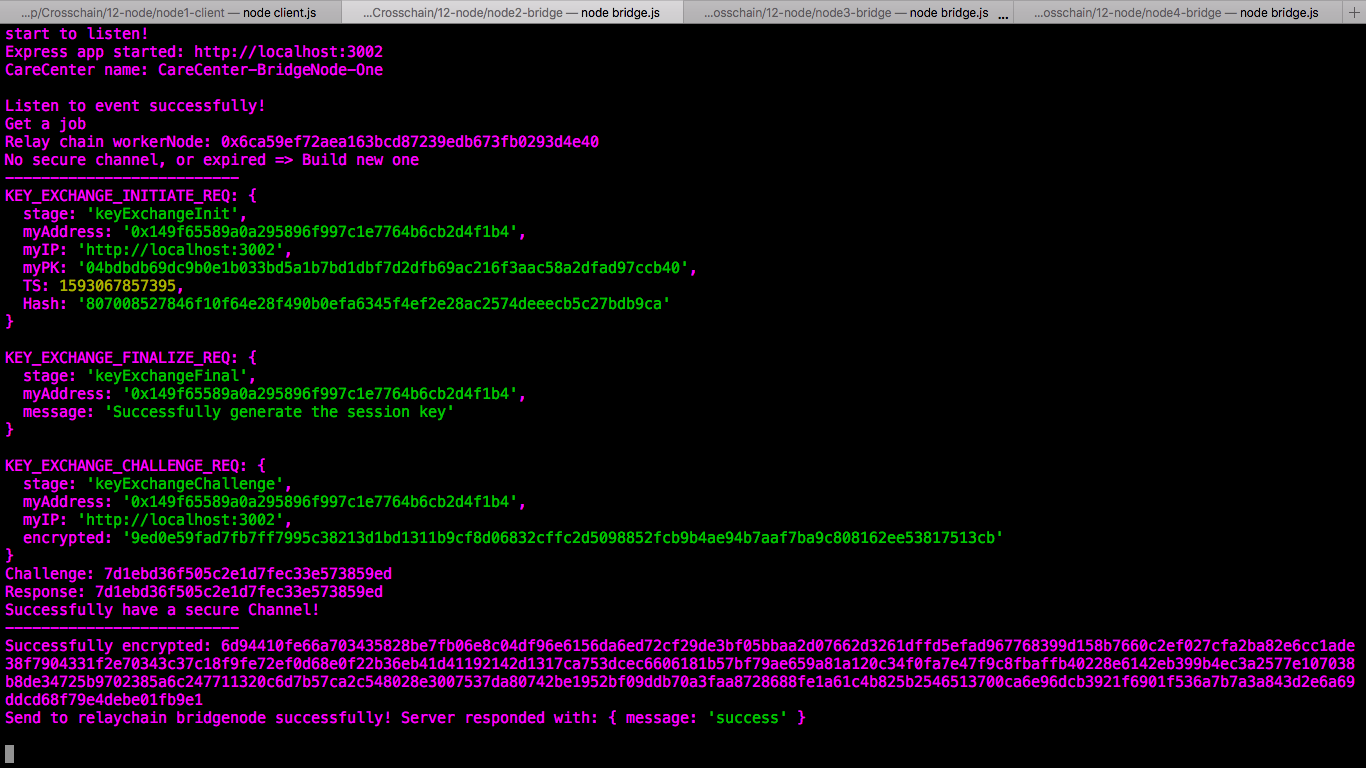 ...p/Crosschain/12-node/node1-client — node client.js
...Crosschain/12-node/node2-bridge — node bridge.js
...osschain/12-node/node3-bridge — node bridge.js ...
...osschain/12-node/node4-bridge — node bridge.js
start to listen!
Express app started: http://localhost:3002
CareCenter name: CareCenter-BridgeNode-One
Listen to event successfully!
Get a job
Relay chain workerNode: 0x6ca59ef72aea163bcd87239edb673fb0293d4e40
No secure channel, or expired => Build new one
--------------------------
KEY_EXCHANGE_INITIATE_REQ: {
  stage: 'keyExchangeInit',
  myAddress: '0x149f65589a0a295896f997c1e7764b6cb2d4f1b4',
  myIP: 'http://localhost:3002',
  myPK: '04bdbdb69dc9b0e1b033bd5a1b7bd1dbf7d2dfb69ac216f3aac58a2dfad97ccb40',
  TS: 1593067857395,
  Hash: '807008527846f10f64e28f490b0efa6345f4ef2e28ac2574deeecb5c27bdb9ca'
}
KEY_EXCHANGE_FINALIZE_REQ: {
  stage: 'keyExchangeFinal',
  myAddress: '0x149f65589a0a295896f997c1e7764b6cb2d4f1b4',
  message: 'Successfully generate the session key'
}
KEY_EXCHANGE_CHALLENGE_REQ: {
  stage: 'keyExchangeChallenge',
  myAddress: '0x149f65589a0a295896f997c1e7764b6cb2d4f1b4',
  myIP: 'http://localhost:3002',
  encrypted: '9ed0e59fad7fb7ff7995c38213d1bd1311b9cf8d06832cffc2d5098852fcb9b4ae94b7aaf7ba9c808162ee53817513cb'
}
Challenge: 7d1ebd36f505c2e1d7fec33e573859ed
Response: 7d1ebd36f505c2e1d7fec33e573859ed
Successfully have a secure Channel!
--------------------------
Successfully encrypted: 6d94410fe66a703435828be7fb06e8c04df96e6156da6ed72cf29de3bf05bbaa2d07662d3261dffd5efad967768399d158b7660c2ef027cfa2ba82e6cc1ade
38f7904331f2e70343c37c18f9fe72ef0d68e0f22b36eb41d41192142d1317ca753dcec6606181b57bf79ae659a81a120c34f0fa7e47f9c8fbaffb40228e6142eb399b4ec3a2577e107038
b8de34725b9702385a6c247711320c6d7b57ca2c548028e3007537da80742be1952bf09ddb70a3faa8728688fe1a61c4b825b2546513700ca6e96dcb3921f6901f536a7b7a3a843d2e6a69
ddcd68f79e4debe01fb9e1
Send to relaychain bridgenode successfully! Server responded with: { message: 'success' }